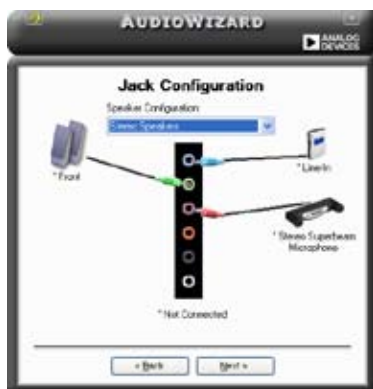 AUDIOWIZARD
ANALOG
DEVICES
Jack Configuration
Speaker Configuration:
Stereo Speakers
* Front
* Line-In
* Stereo Superbeam
Microphone
* Not Connected
< Back
Next >